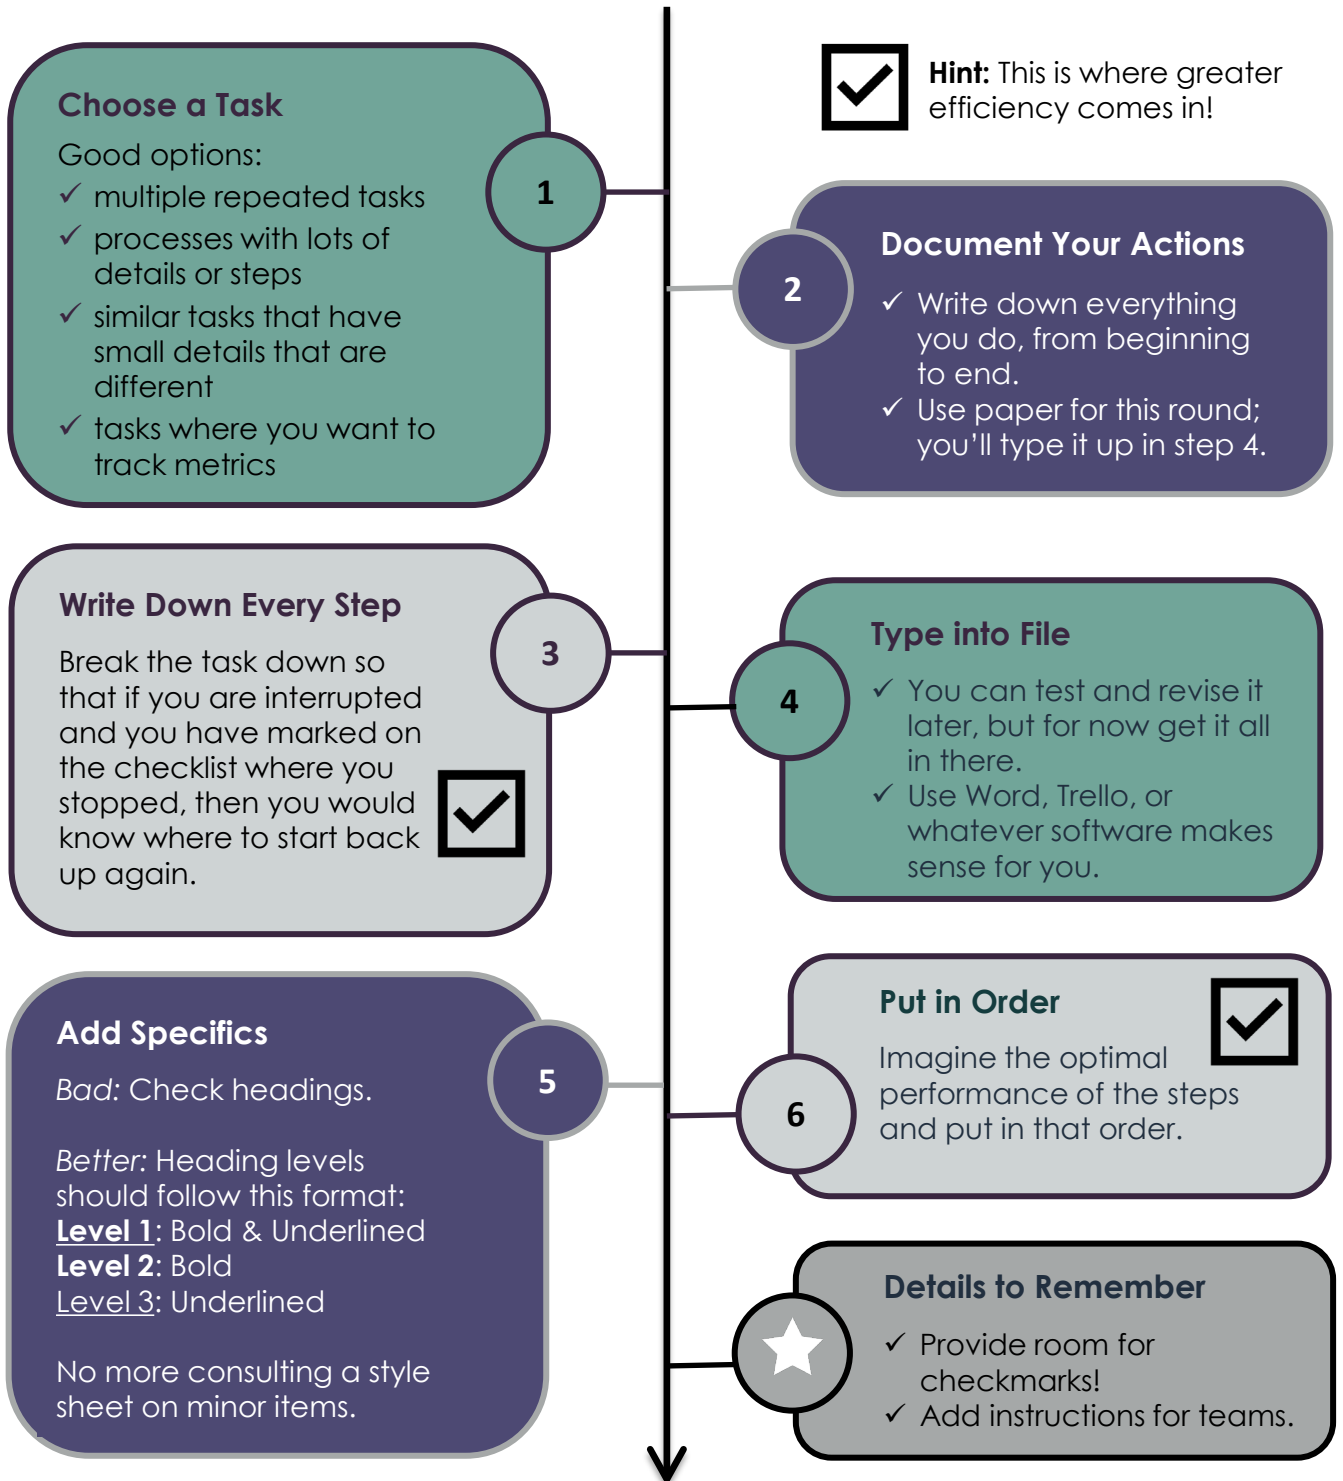 Hint: This is where greater
efficiency comes in!
Choose a Task
Good options:
✓ multiple repeated tasks
✓ processes with lots of
details or steps
✓ similar tasks that have
small details that are
different
✓ tasks where you want to
track metrics
1
2
Document Your Actions
✓ Write down everything
you do, from beginning
to end.
✓ Use paper for this round;
you’ll type it up in step 4.
3
Write Down Every Step
Break the task down so
that if you are interrupted
and you have marked on
the checklist where you
stopped, then you would
know where to start back
up again.
4
Type into File
✓ You can test and revise it
later, but for now get it all
in there.
✓ Use Word, Trello, or
whatever software makes
sense for you.
5
Add Specifics
Bad: Check headings.
Better: Heading levels
should follow this format:
Level 1: Bold & Underlined
Level 2: Bold
Level 3: Underlined
No more consulting a style
sheet on minor items.
6
Put in Order
Imagine the optimal
performance of the steps
and put in that order.
Details to Remember
✓ Provide room for
checkmarks!
✓ Add instructions for teams.